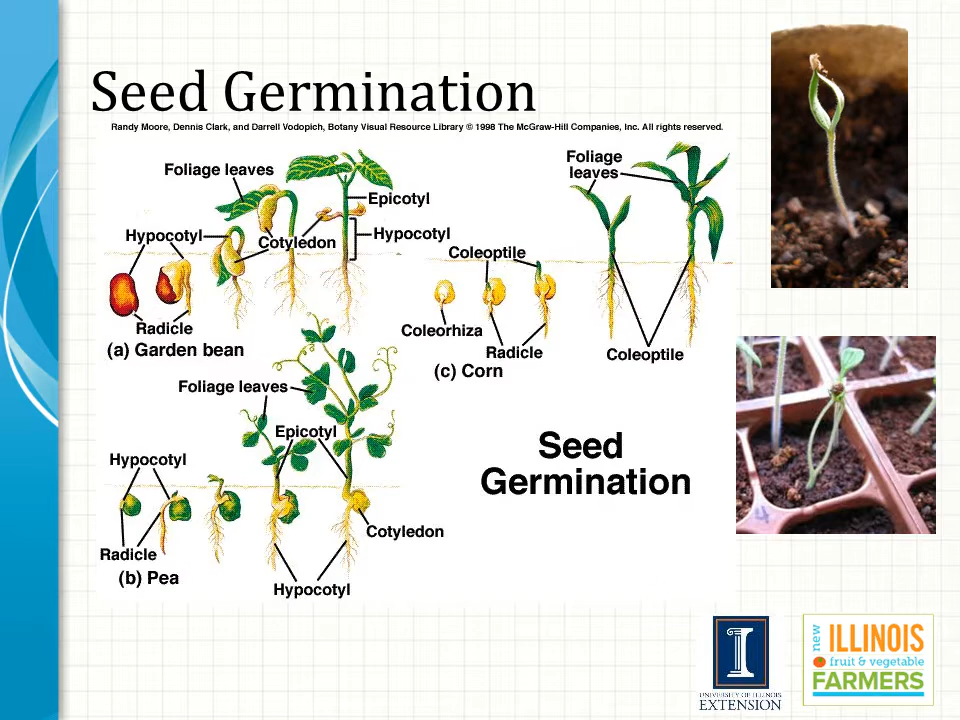 Seed Germination
Randy Moore, Dennis Clark, and Darrell Vodopich, Botany Visual Resource Library © 1998 The McGraw-Hill Companies, Inc. All rights reserved.
Foliage leaves
Epicotyl
Hypocotyl
Cotyledon
Hypocotyl
Radicle
(a) Garden bean
Foliage
leaves
Coleoptile
Coleorhiza
Radicle
Coleoptile
(c) Corn
Foliage leaves
Epicotyl
Hypocotyl
Cotyledon
Radicle
(b) Pea
Hypocotyl
Seed
Germination
I
UNIVERSITY OF ILLINOIS
EXTENSION
new
ILLINOIS
fruit & vegetable
FARMERS